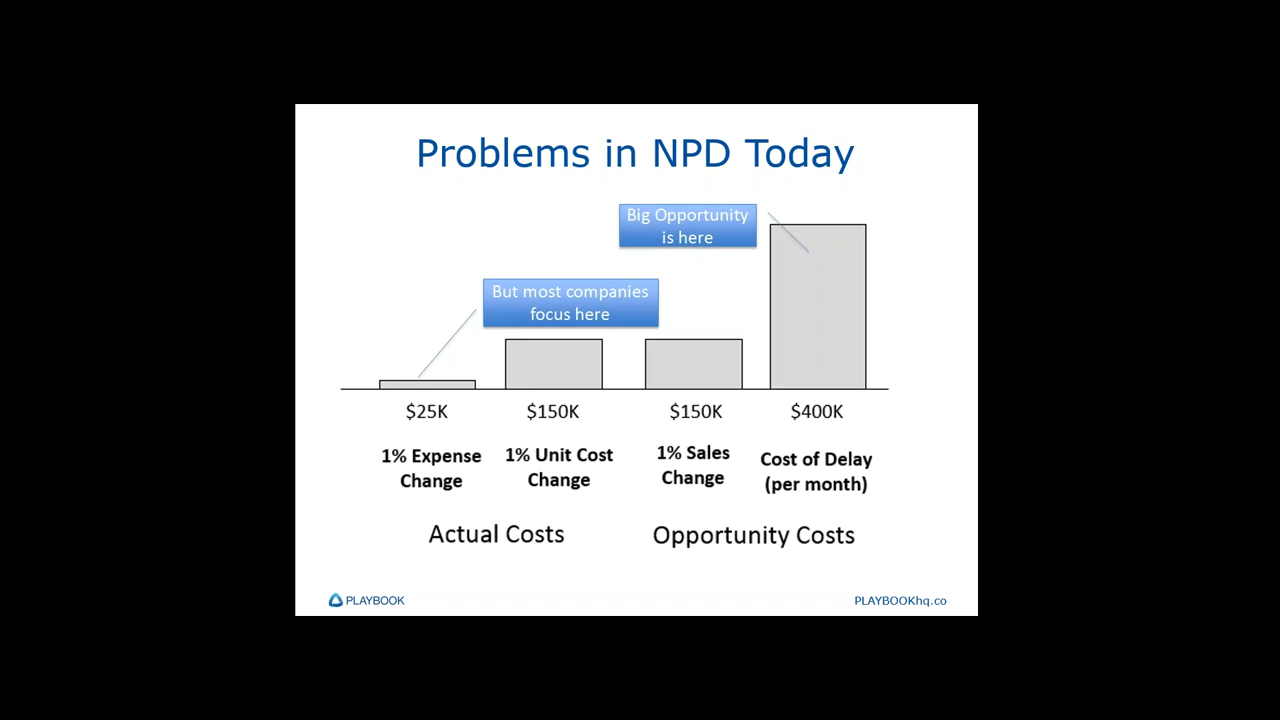 Problems in NPD Today
Big Opportunity
is here
But most companies
focus here
$25K
$150K
$150K
$400K
1% Expense
Change
1% Unit Cost
Change
1% Sales
Change
Cost of Delay
(per month)
Actual Costs
Opportunity Costs
PLAYBOOK
PLAYBOOKhq.co